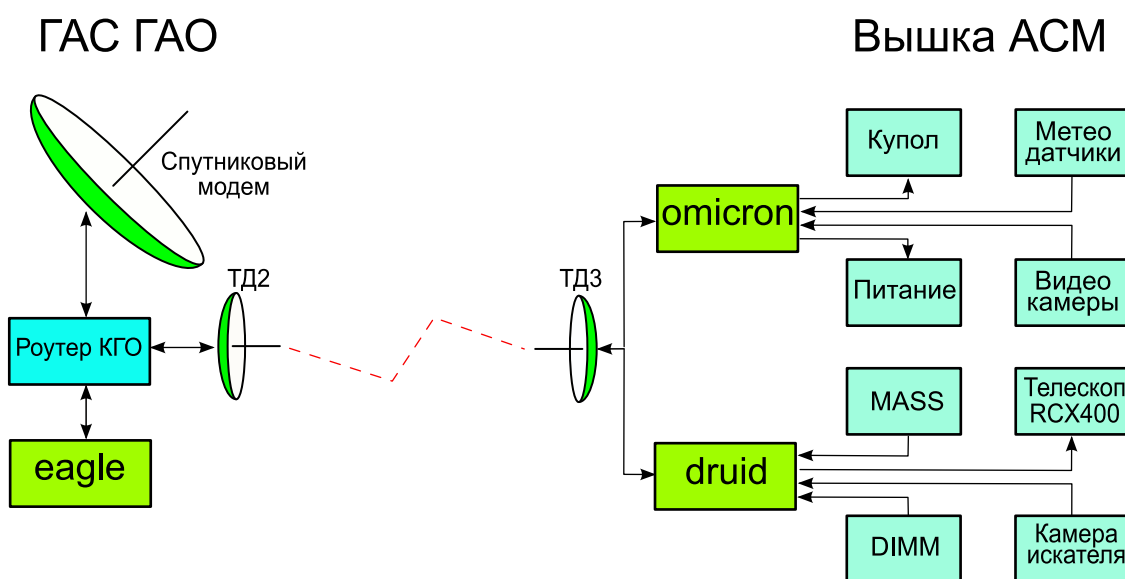 ГАС ГАО
Вышка АСМ
Спутниковый
модем
Купол
Метео
датчики
omicron
ТД2
ТД3
Питание
Видео
камеры
Роутер КГО
MASS
Телескоп
RCX400
eagle
druid
DIMM
Камера
искателя